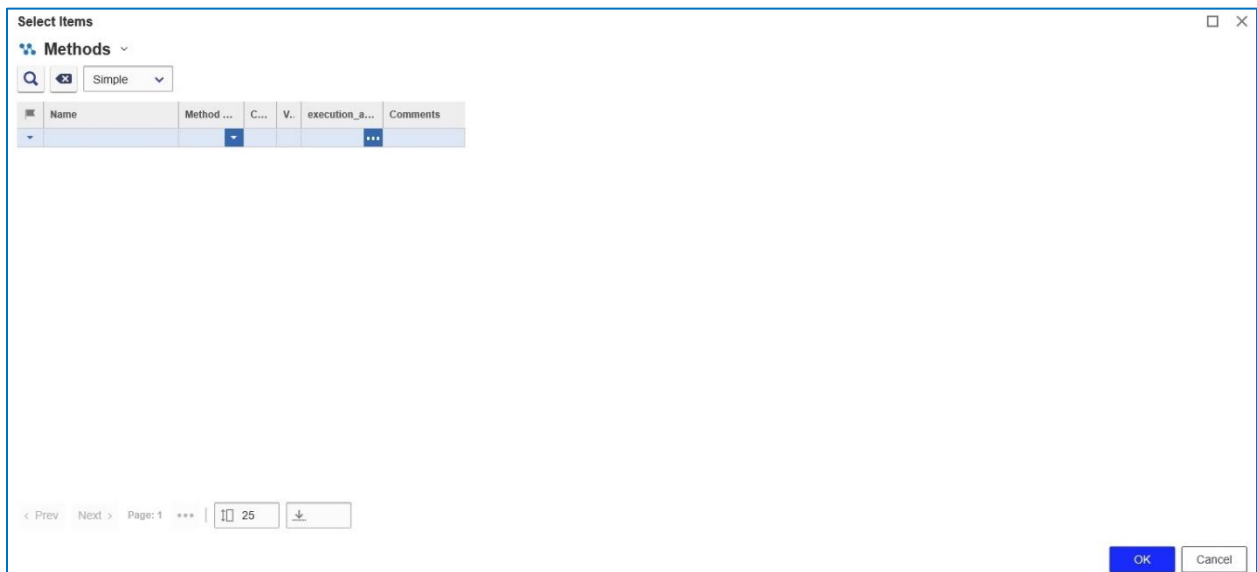 Select Items
Methods
Simple
Name Method ... C... V.. execution_a... Comments
< Prev Next > Page: 1 ••• 25
OK Cancel